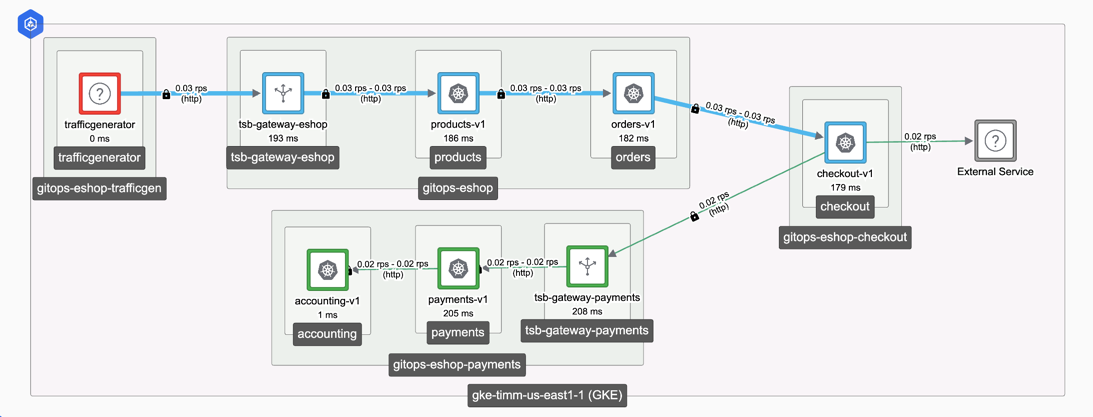 0.03 rps
(http)
trafficgenerator
0 ms
trafficgenerator
gitops-eshop-trafficgen
tsb-gateway-eshop
193 ms
tsb-gateway-eshop
0.03 rps - 0.03 rps
(http)
products-v1
186 ms
products
0.03 rps - 0.03 rps
(http)
orders-v1
182 ms
orders
gitops-eshop
0.03 rps - 0.03 rps
(http)
checkout-v1
179 ms
checkout
gitops-eshop-checkout
0.02 rps
(http)
External Service
0.02 rps
(http)
tsb-gateway-payments
208 ms
tsb-gateway-payments
0.02 rps - 0.02 rps
(http)
payments-v1
205 ms
payments
0.02 rps - 0.02 rps
(http)
accounting-v1
1 ms
accounting
gitops-eshop-payments
gke-timm-us-east1-1 (GKE)